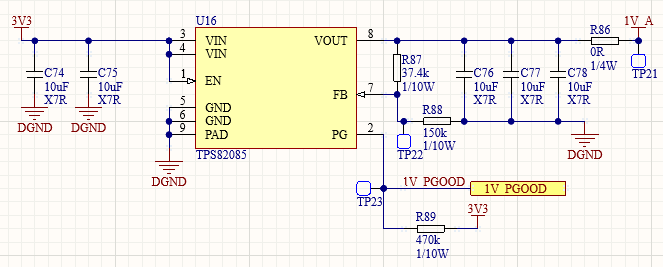 3V3
U16
1V_A
3 VIN
4 VIN
1 EN
5 GND
6 GND
9 PAD
VOUT 8
FB 7
PG 2
TPS82085
C74
10uF
X7R
C75
10uF
X7R
DGND
DGND
DGND
R87
37.4k
1/10W
R88
150k
1/10W
TP22
C76
10uF
X7R
C77
10uF
X7R
C78
10uF
X7R
R86
0R
1/4W
TP21
DGND
TP23
1V_PGOOD
1V_PGOOD
3V3
R89
470k
1/10W